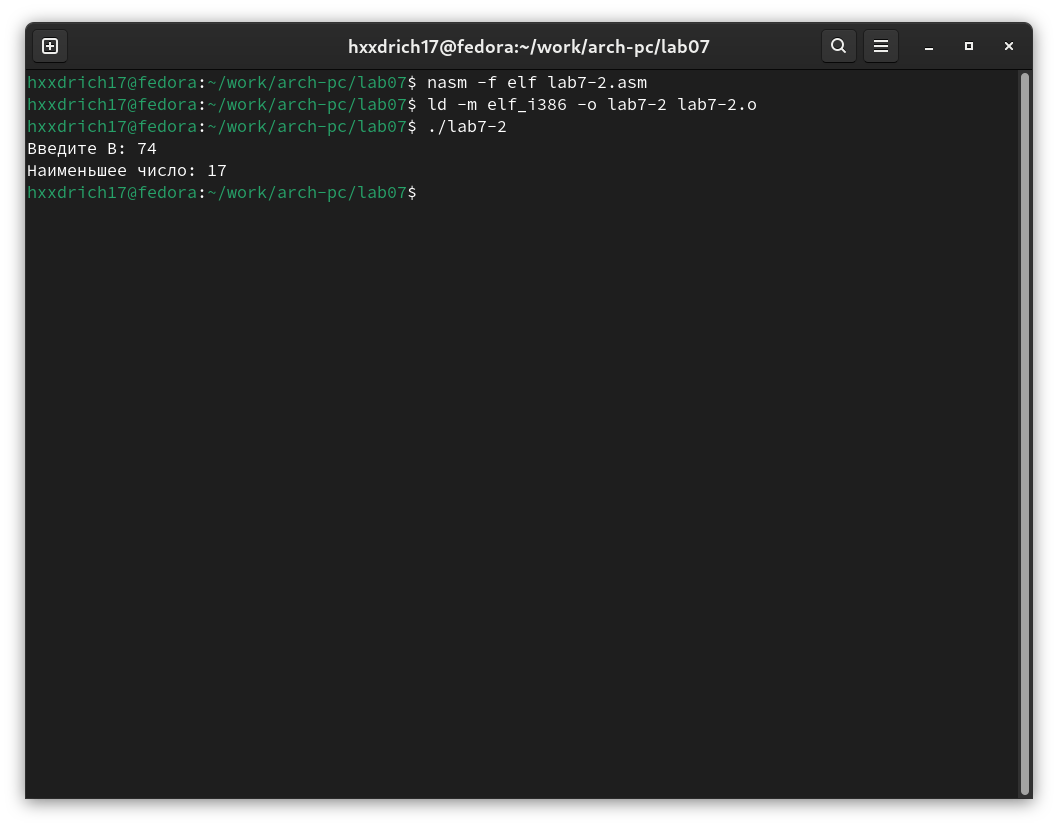 hxxdrich17@fedora:~/work/arch-pc/lab07
hxxdrich17@fedora:~/work/arch-pc/lab07$ nasm -f elf lab7-2.asm
hxxdrich17@fedora:~/work/arch-pc/lab07$ ld -m elf_i386 -o lab7-2 lab7-2.o
hxxdrich17@fedora:~/work/arch-pc/lab07$ ./lab7-2
Введите В: 74
Наименьшее число: 17
hxxdrich17@fedora:~/work/arch-pc/lab07$